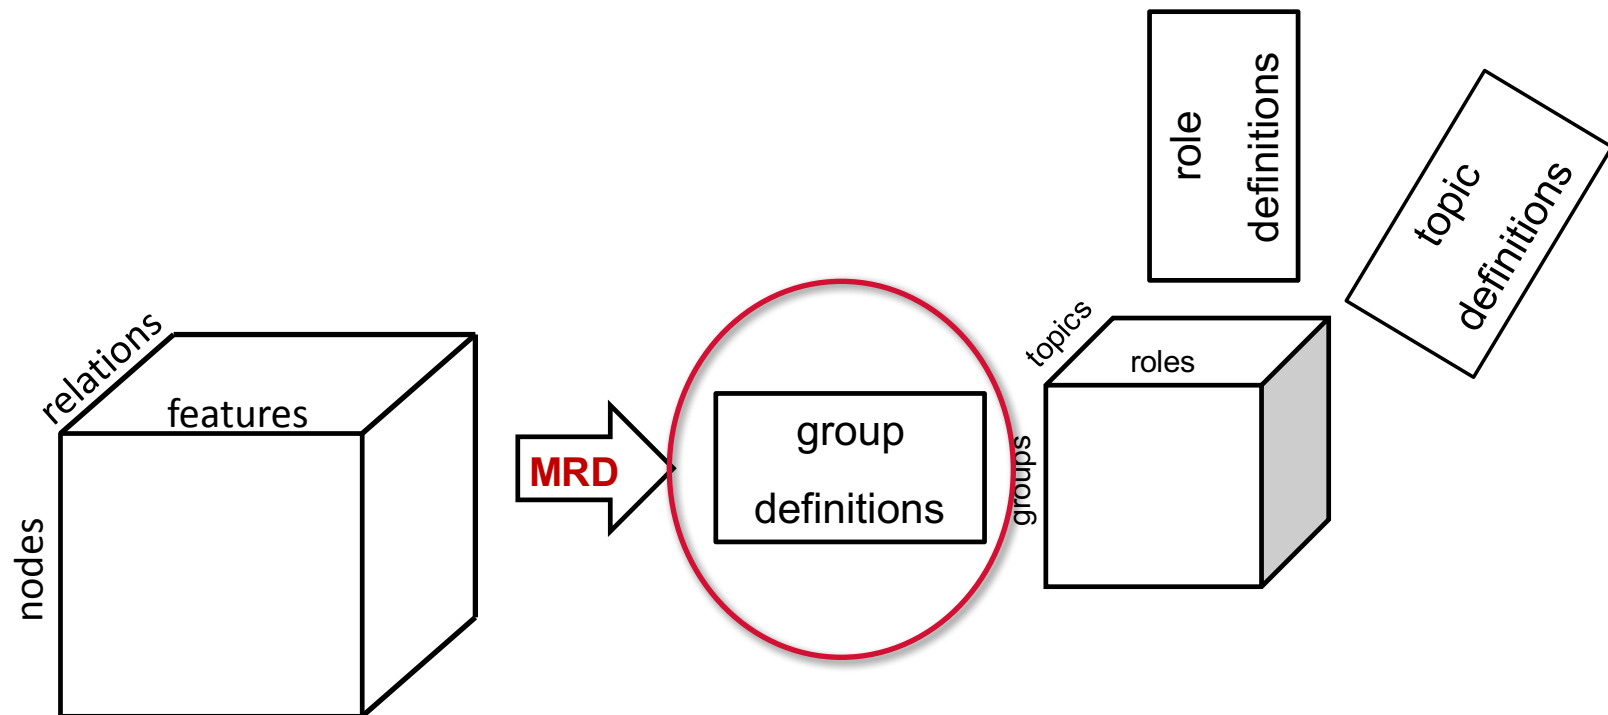 relations
features
nodes
MRD
group
definitions
groups
topics
roles
role
definitions
topic
definitions